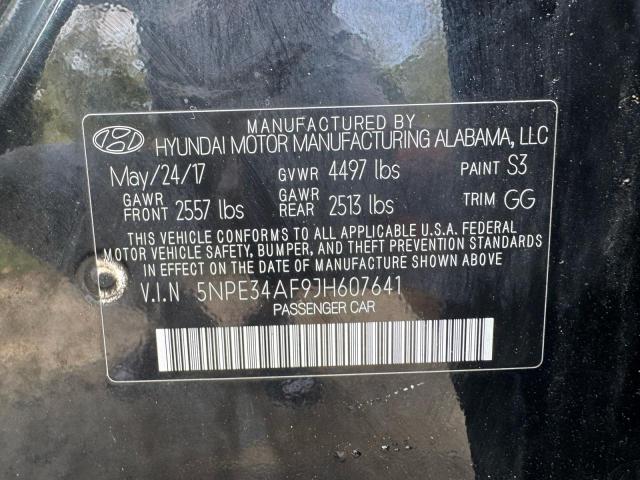 MANUFACTURED BY
HYUNDAI MOTOR MANUFACTURING ALABAMA, LLC
May/24/17 GVWR 4497 lbs PAINT S3
GAWR FRONT 2557 lbs GAWR REAR 2513 lbs TRIM GG
THIS VEHICLE CONFORMS TO ALL APPLICABLE U.S.A. FEDERAL
MOTOR VEHICLE SAFETY, BUMPER, AND THEFT PREVENTION STANDARDS
IN EFFECT ON THE DATE OF MANUFACTURE SHOWN ABOVE
V.I.N 5NPE34AF9JH607641
PASSENGER CAR